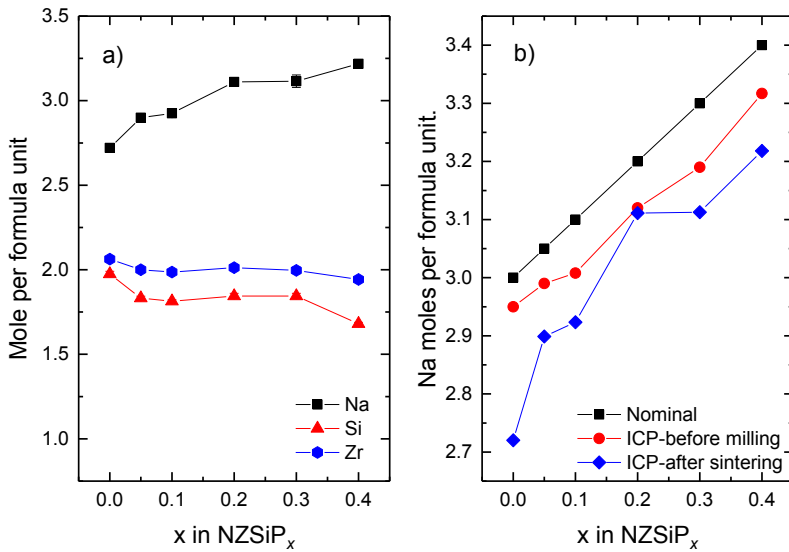 a)
Mole per formula unit
3.5
3.0
2.5
2.0
1.5
1.0
Na
Si
Zr
0.0 0.1 0.2 0.3 0.4
x in NZSiPx
b)
Na moles per formula unit.
3.4
3.3
3.2
3.1
3.0
2.9
2.8
2.7
Nominal
ICP-before milling
ICP-after sintering
0.0 0.1 0.2 0.3 0.4
x in NZSiPx